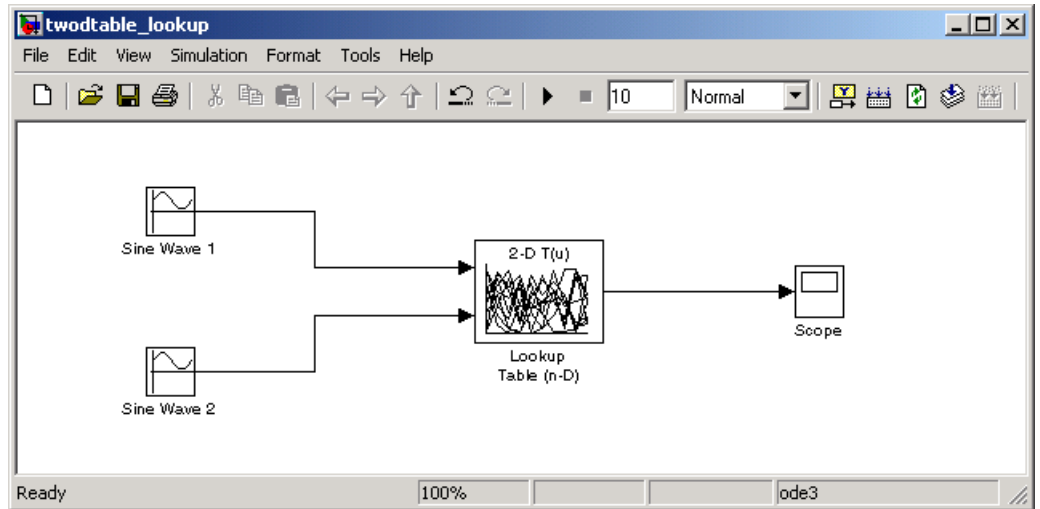 twodtable_lookup
File Edit View Simulation Format Tools Help
10 Normal
Sine Wave 1
2-D T(u)
Lookup
Table (n-D)
Scope
Sine Wave 2
Ready 100% ode3